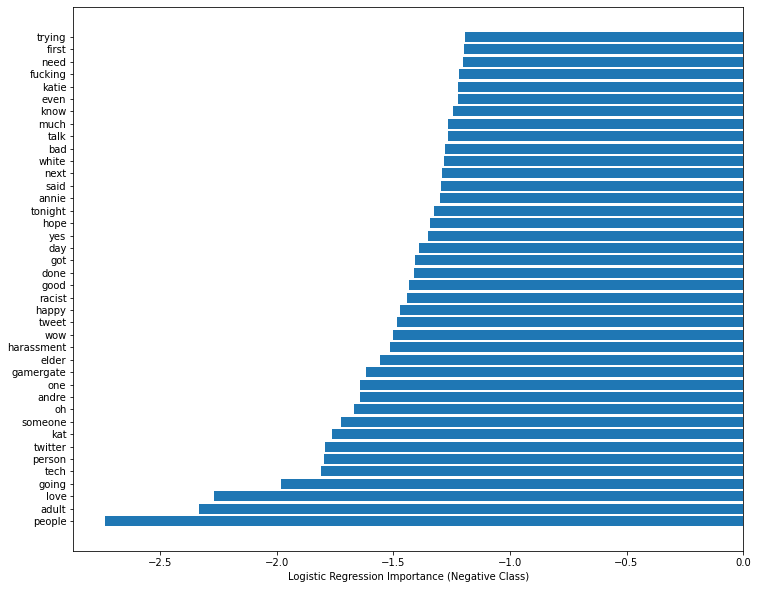 trying
first
need
fucking
katie
even
know
much
talk
bad
white
next
said
annie
tonight
hope
yes
day
got
done
good
racist
happy
tweet
wow
harassment
elder
gamergate
one
andre
oh
someone
kat
twitter
person
tech
going
love
adult
people
−2.5 −2.0 −1.5 −1.0 −0.5 0.0
Logistic Regression Importance (Negative Class)